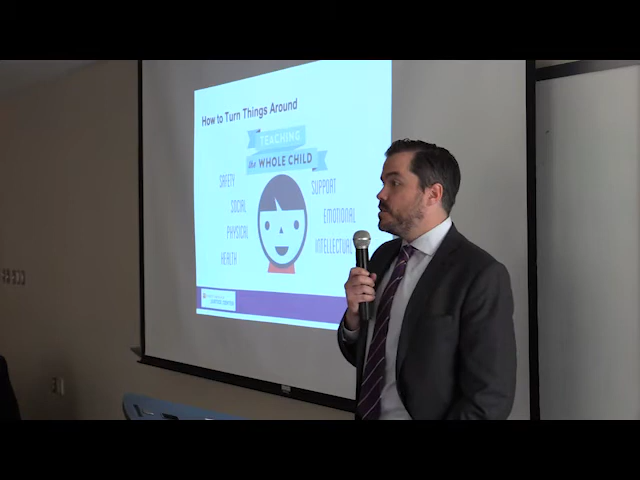 How to Turn Things Around
TEACHING
the WHOLE CHILD
SAFETY
SUPPORT
SOCIAL
EMOTIONAL
PHYSICAL
INTELLECTUAL
HEALTH